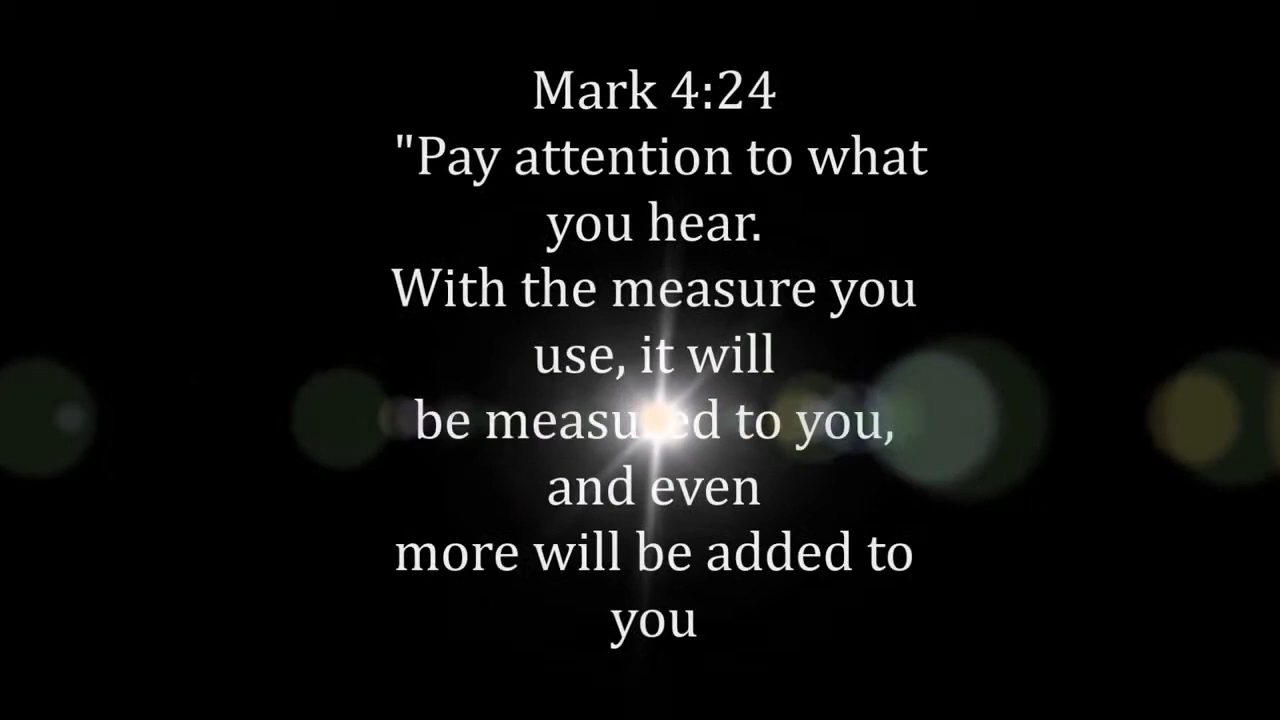 Mark 4:24
"Pay attention to what
you hear.
With the measure you
use, it will
be measured to you,
and even
more will be added to
you